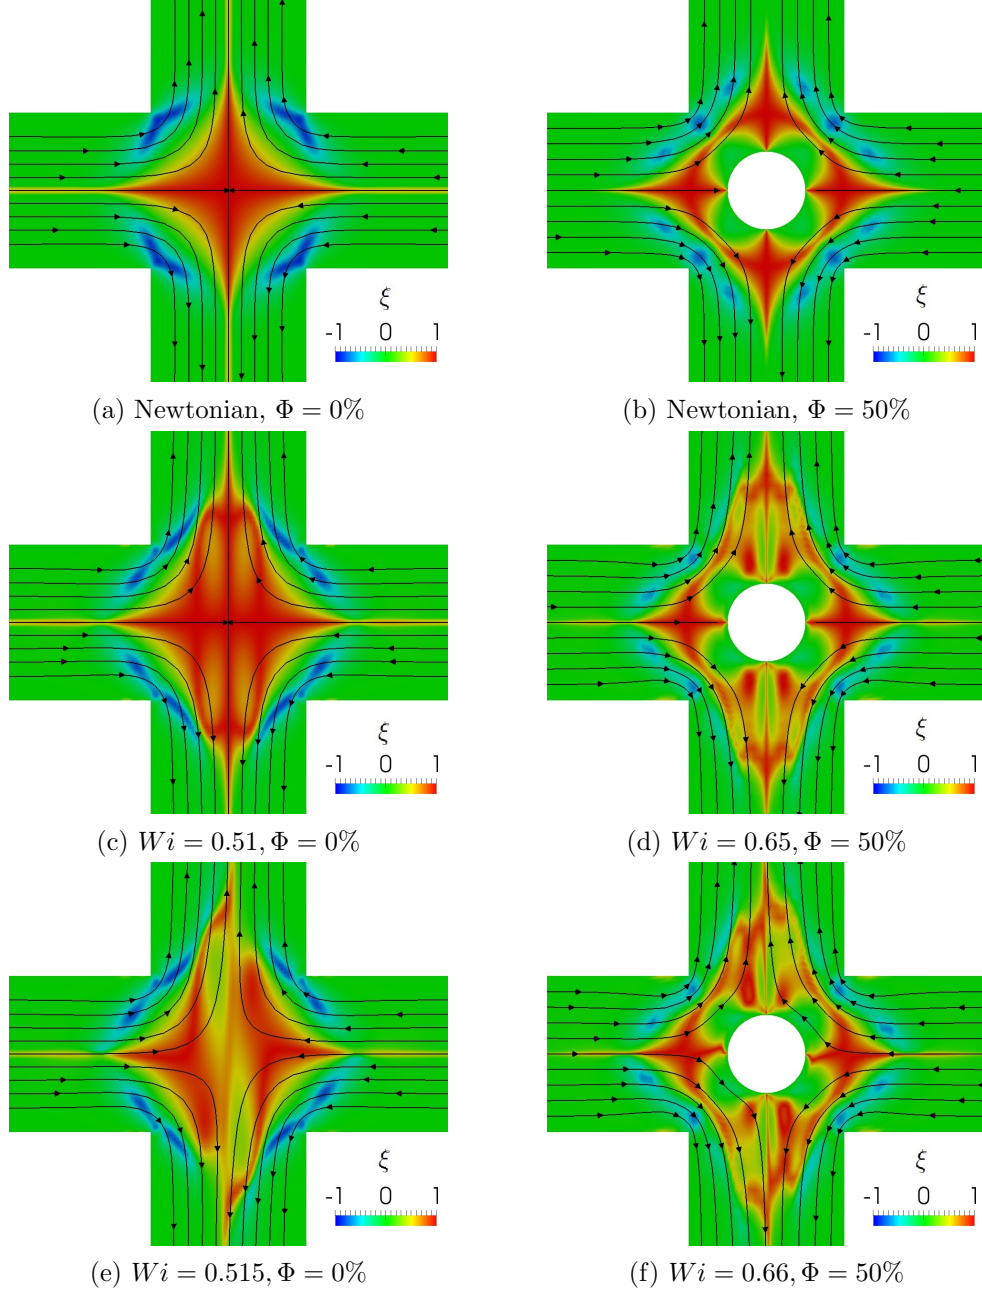 ξ
-1 0 1
ξ
-1 0 1
(a) Newtonian, Φ = 0%
(b) Newtonian, Φ = 50%
ξ
-1 0 1
ξ
-1 0 1
(c) Wi = 0.51, Φ = 0%
(d) Wi = 0.65, Φ = 50%
ξ
-1 0 1
ξ
-1 0 1
(e) Wi = 0.515, Φ = 0%
(f) Wi = 0.66, Φ = 50%